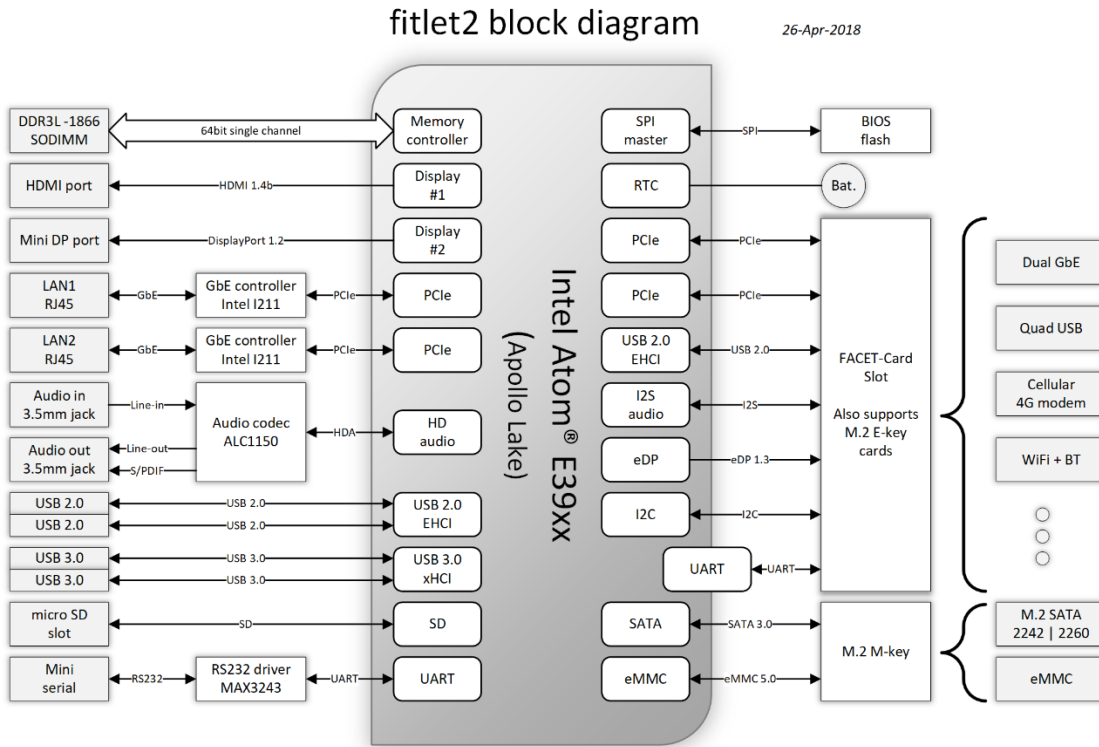 fitlet2 block diagram
26-Apr-2018
DDR3L -1866
SODIMM
64bit single channel
Memory
controller
HDMI port
HDMI 1.4b
Display
#1
Mini DP port
DisplayPort 1.2
Display
#2
LAN1
RJ45
GbE
GbE controller
Intel I211
PCIe
PCIe
LAN2
RJ45
GbE
GbE controller
Intel I211
PCIe
PCIe
Audio in
3.5mm jack
Line-in
Audio out
3.5mm jack
Line-out
S/PDIF
Audio codec
ALC1150
HDA
HD
audio
USB 2.0
USB 2.0
USB 2.0
USB 2.0
USB 2.0
EHCI
USB 3.0
USB 3.0
USB 3.0
USB 3.0
USB 3.0
xHCI
micro SD
slot
SD
SD
Mini
serial
RS232
RS232 driver
MAX3243
UART
UART
Intel Atom® E39xx
(Apollo Lake)
SPI
master
SPI
BIOS
flash
RTC
Bat.
PCIe
PCIe
PCIe
PCIe
USB 2.0
EHCI
USB 2.0
I2S
audio
I2S
eDP
eDP 1.3
I2C
I2C
UART
UART
FACET-Card
Slot
Also supports
M.2 E-key
cards
Dual GbE
Quad USB
Cellular
4G modem
WiFi + BT
SATA
SATA 3.0
eMMC
eMMC 5.0
M.2 M-key
M.2 SATA
2242 | 2260
eMMC